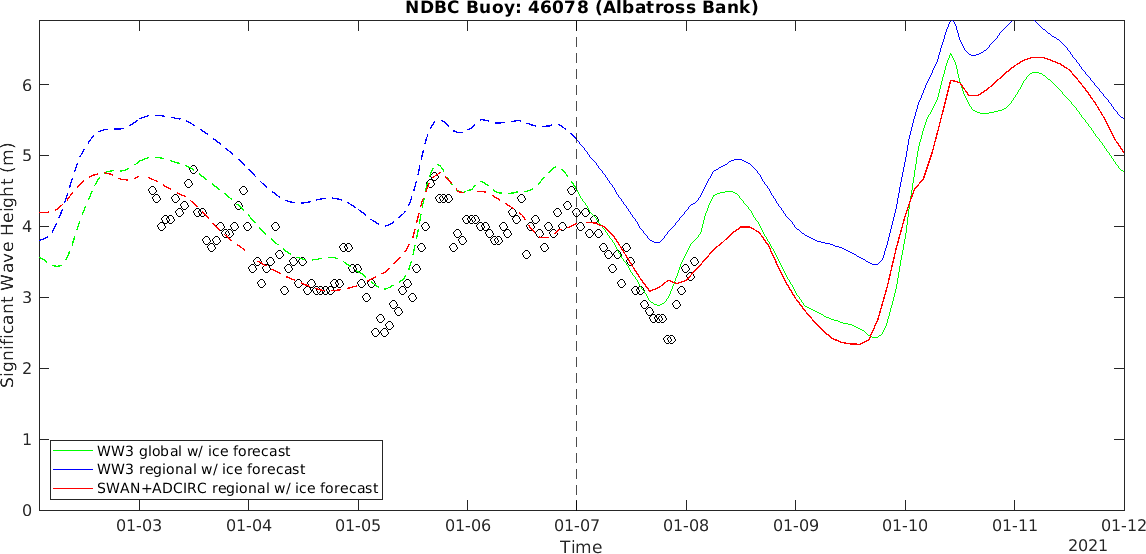 NDBC Buoy: 46078 (Albatross Bank)
Significant Wave Height (m)
6
5
4
3
2
1
0
WW3 global w/ ice forecast
WW3 regional w/ ice forecast
SWAN+ADCIRC regional w/ ice forecast
01-03 01-04 01-05 01-06 01-07 01-08 01-09 01-10 01-11 01-12
Time
2021